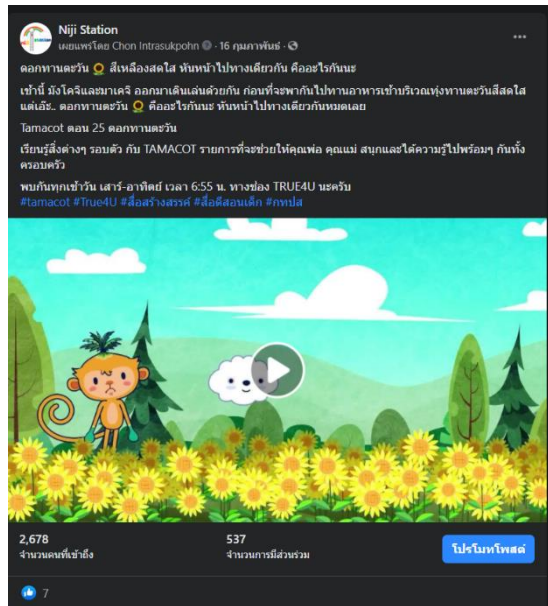 Niji Station
เผยแพร่โดย Chon Intrasukpohn · 16 กุมภาพันธ์ ·
ดอกทานตะวัน 🌻 สีเหลืองสดใส หันหน้าไปทางเดียวกัน คืออะไรกันนะ
เช้านี้ มังโคจิและมาเคจิ ออกมาเดินเล่นด้วยกัน ก่อนที่จะพากันไปทานอาหารเช้าบริเวณทุ่งทานตะวันสีสดใส
แต่เอ๊ะ.. ดอกทานตะวัน 🌻 คืออะไรกันนะ หันหน้าไปทางเดียวกันหมดเลย
Tamacot ตอน 25 ดอกทานตะวัน
เรียนรู้สิ่งต่างๆ รอบตัว กับ TAMACOT รายการที่จะช่วยให้คุณพ่อ คุณแม่ สนุกและได้ความรู้ไปพร้อมๆ กันทั้ง
ครอบครัว
พบกันทุกเช้าวัน เสาร์-อาทิตย์ เวลา 6:55 น. ทางช่อง TRUE4U นะครับ
#tamacot #True4U #สื่อสร้างสรรค์ #สื่อดีสอนเด็ก #กทปส
2,678
จำนวนคนที่เข้าถึง
537
จำนวนการมีส่วนร่วม
โปรโมทโพสต์
7